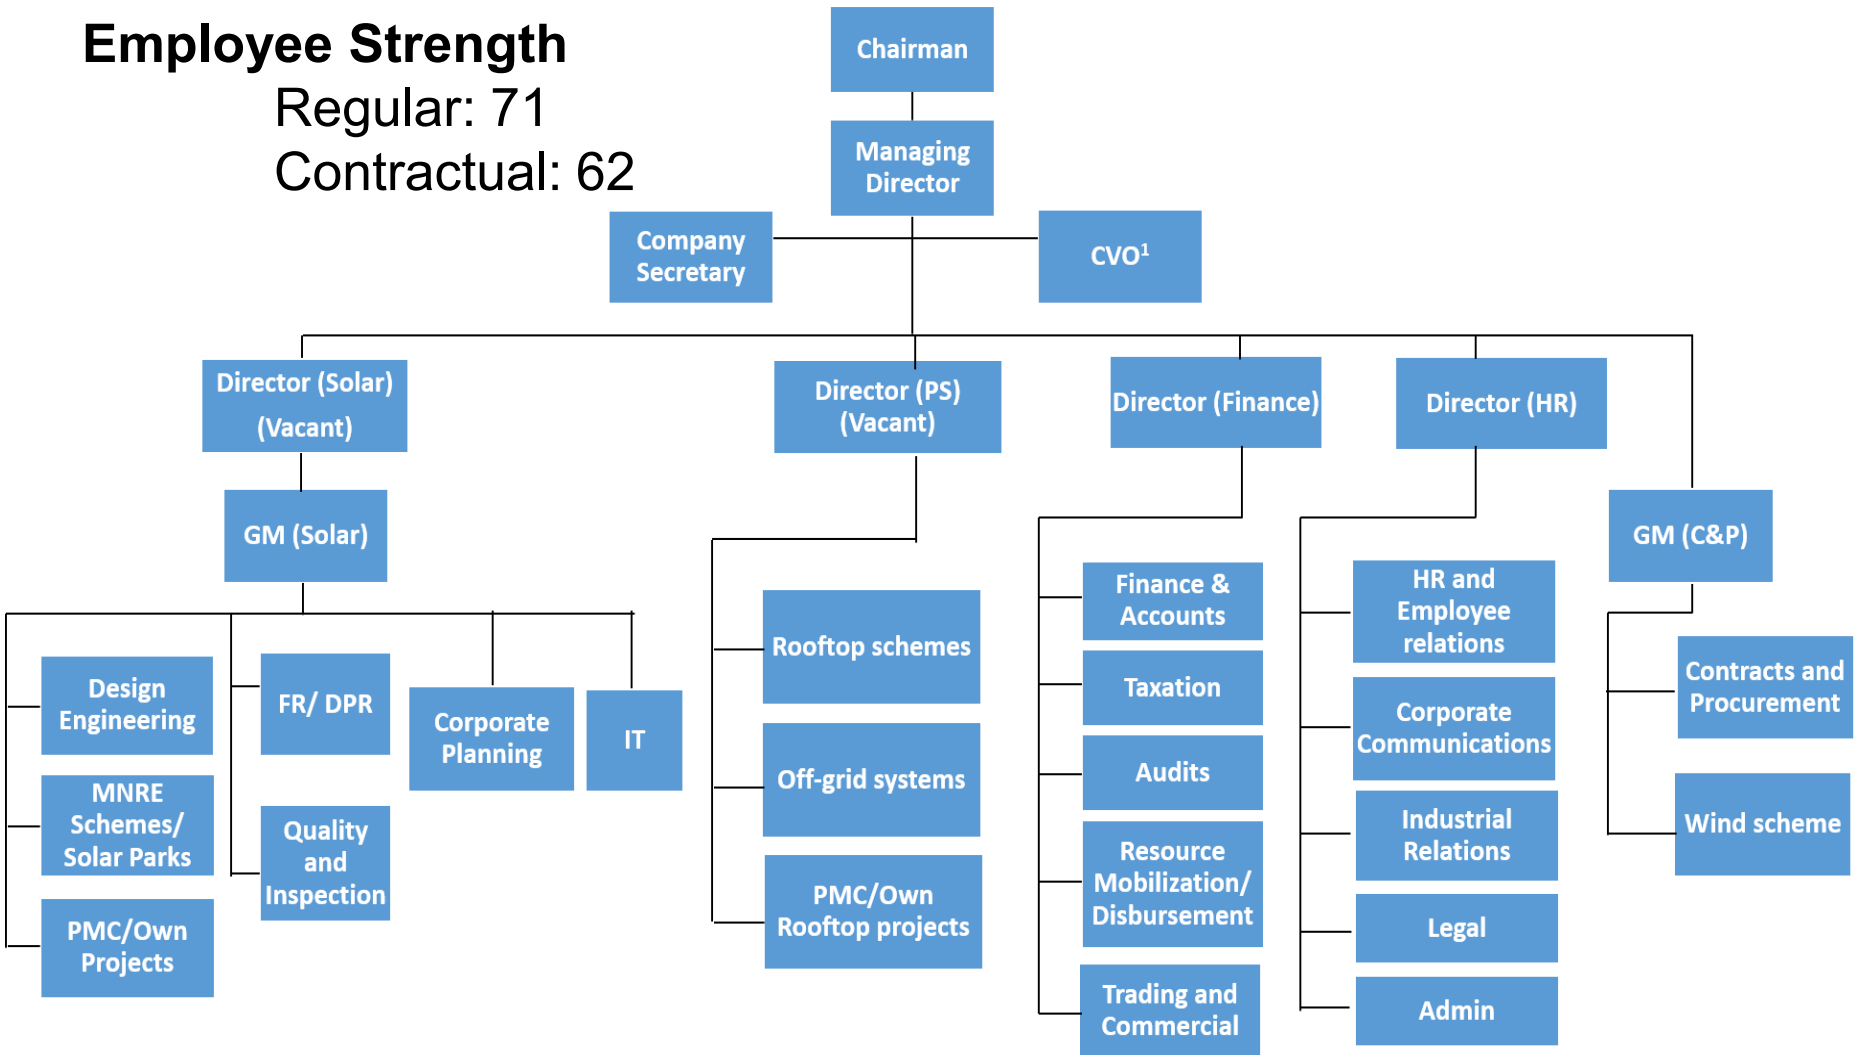 Employee Strength
Regular: 71
Contractual: 62
Chairman
Managing
Director
Company
Secretary
CVO¹
Director (Solar)
(Vacant)
Director (PS)
(Vacant)
Director (Finance)
Director (HR)
GM (Solar)
GM (C&P)
Design
Engineering
MNRE
Schemes/
Solar Parks
PMC/Own
Projects
FR/ DPR
Quality
and
Inspection
Corporate
Planning
IT
Rooftop schemes
Off-grid systems
PMC/Own
Rooftop projects
Finance &
Accounts
Taxation
Audits
Resource
Mobilization/
Disbursement
Trading and
Commercial
HR and
Employee
relations
Corporate
Communications
Industrial
Relations
Legal
Admin
Contracts and
Procurement
Wind scheme